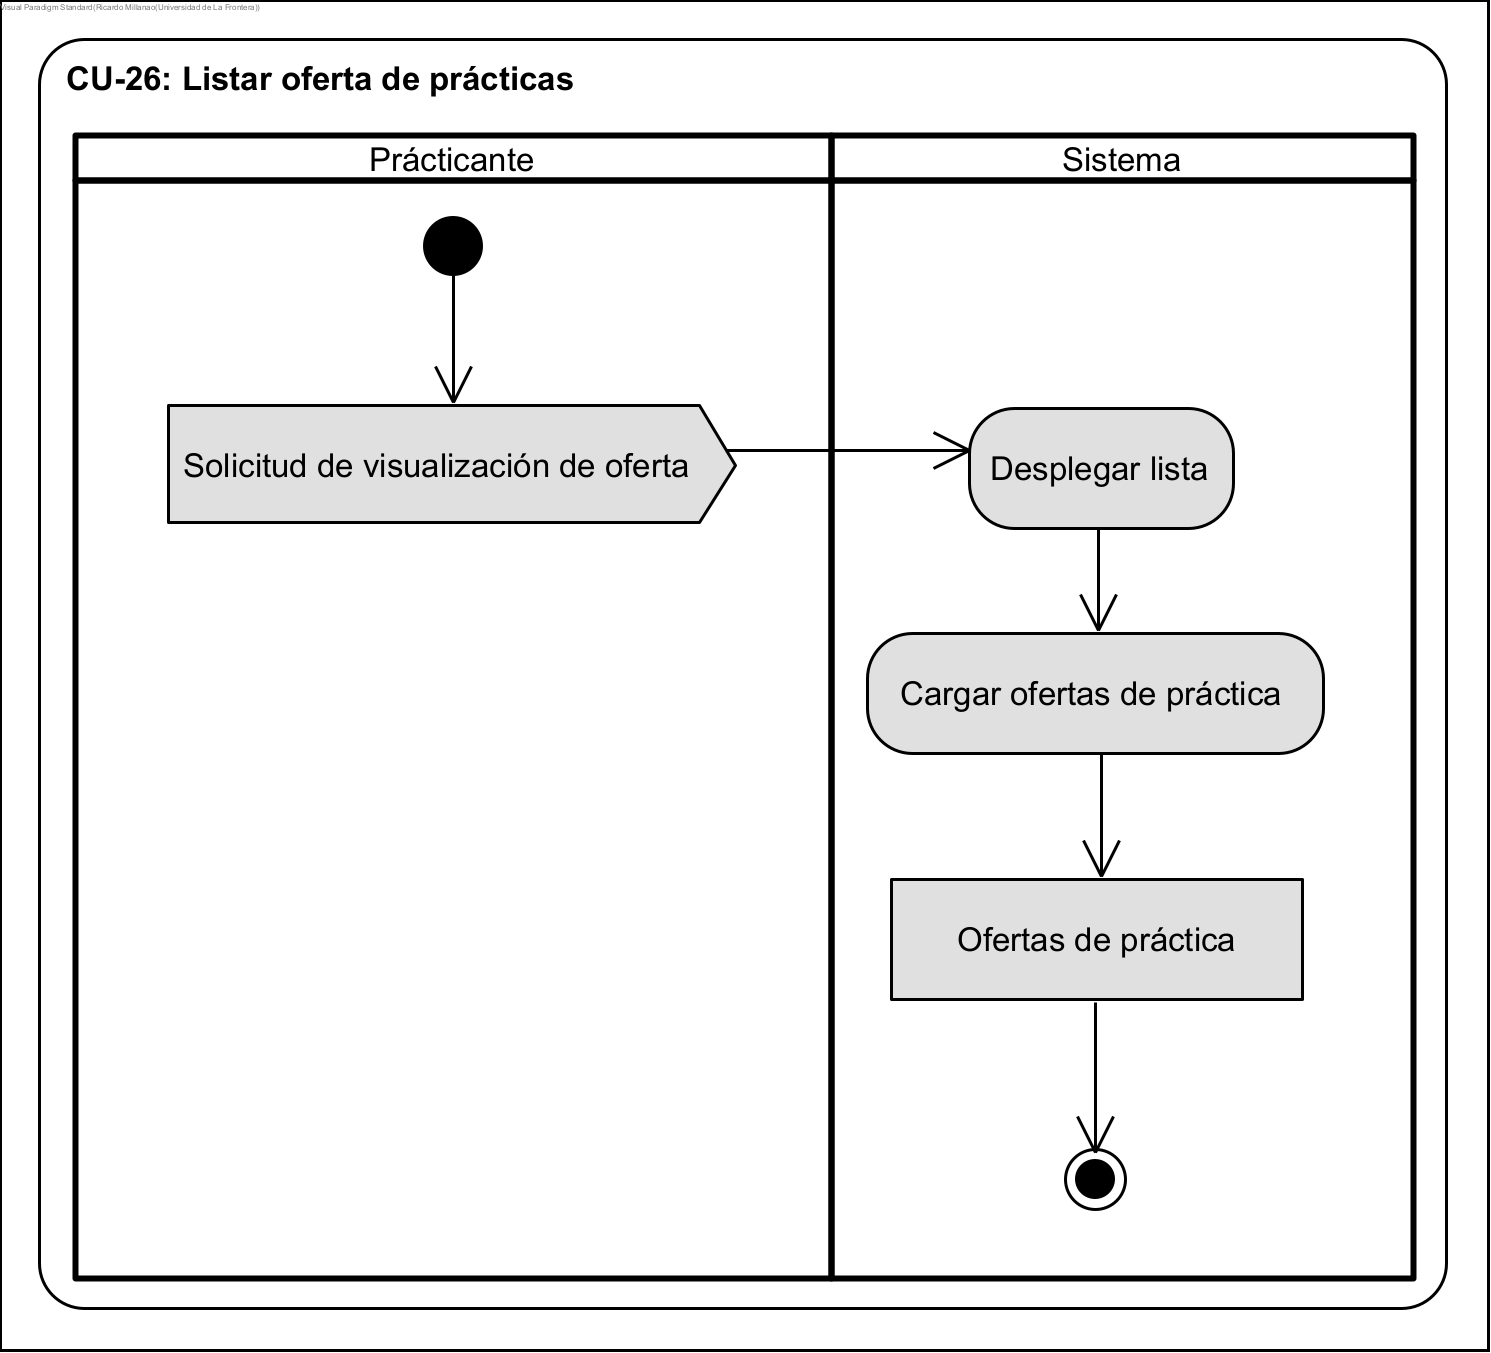 Visual Paradigm Standard(Ricardo Millanao(Universidad de La Frontera))
CU-26: Listar oferta de prácticas
Prácticante
Sistema
Solicitud de visualización de oferta
Desplegar lista
Cargar ofertas de práctica
Ofertas de práctica